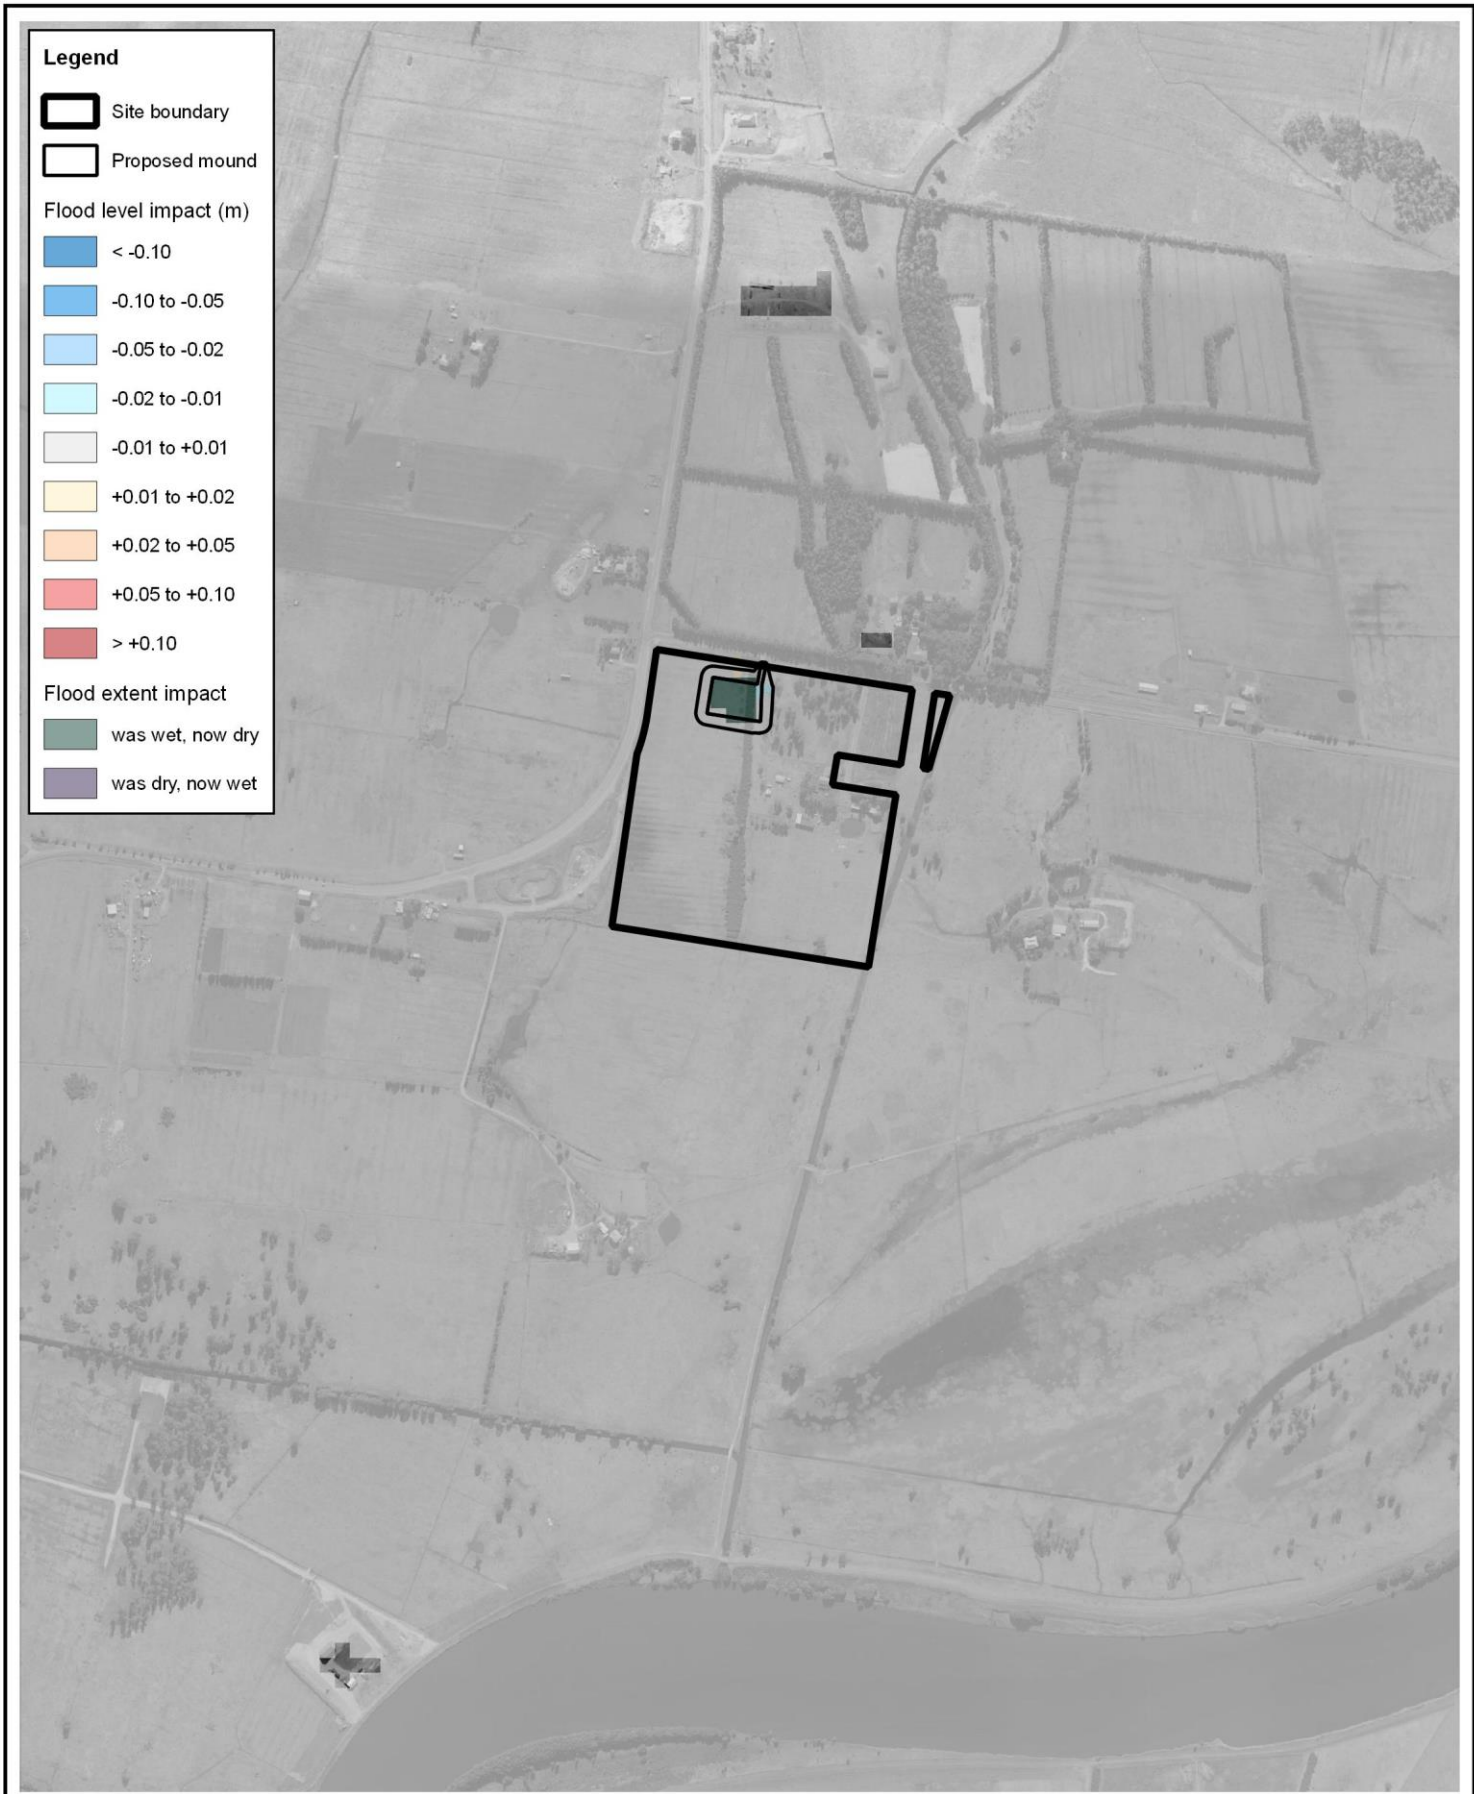 Legend
Site boundary
Proposed mound
Flood level impact (m)
< -0.10
-0.10 to -0.05
-0.05 to -0.02
-0.02 to -0.01
-0.01 to +0.01
+0.01 to +0.02
+0.02 to +0.05
+0.05 to +0.10
> +0.10
Flood extent impact
was wet, now dry
was dry, now wet